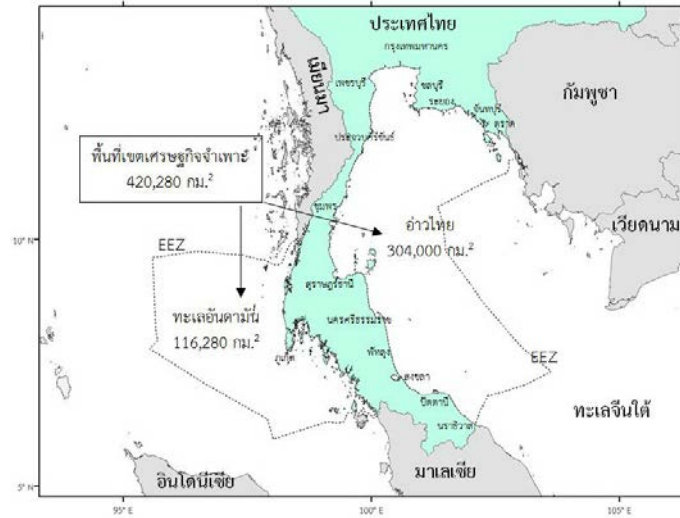 ประเทศไทย
กรุงเทพมหานคร
เมียนมาร์
เพชรบุรี
ชลบุรี
ระยอง
จันทบุรี
ตราด
กัมพูชา
ประจวบคีรีขันธ์
พื้นที่เขตเศรษฐกิจจำเพาะ
420,280 กม.²
ชุมพร
อ่าวไทย
304,000 กม.²
เวียดนาม
10°N
EEZ
สุราษฎร์ธานี
ทะเลอันดามัน
116,280 กม.²
นครศรีธรรมราช
พัทลุง
ภูเก็ต
สงขลา
EEZ
ปัตตานี
นราธิวาส
ทะเลจีนใต้
มาเลเซีย
อินโดนีเซีย
5°N
95°E
100°E
105°E